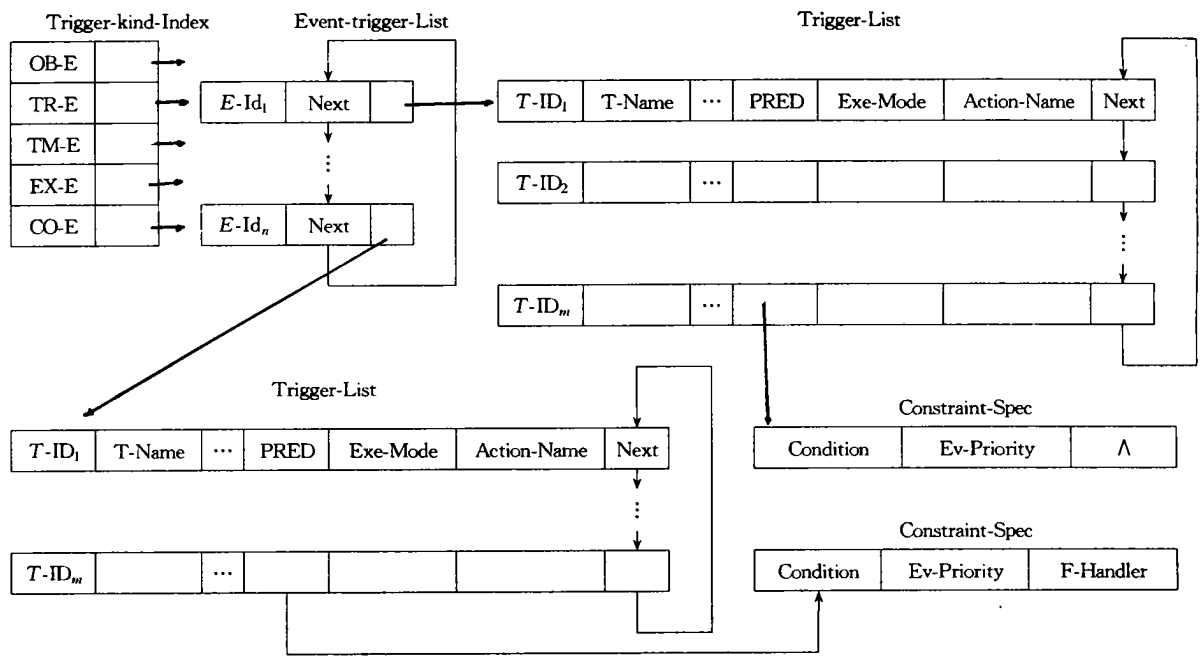 Trigger-kind-Index
Event-trigger-List
Trigger-List
OB-E
TR-E
TM-E
EX-E
CO-E
E-Id₁ Next
⋮
E-Idₙ Next
T-ID₁ T-Name ⋯ PRED Exe-Mode Action-Name Next
T-ID₂ ⋯
⋮
T-IDₘ ⋯
Trigger-List
T-ID₁ T-Name ⋯ PRED Exe-Mode Action-Name Next
⋮
T-IDₘ ⋯
Constraint-Spec
Condition Ev-Priority Λ
Constraint-Spec
Condition Ev-Priority F-Handler